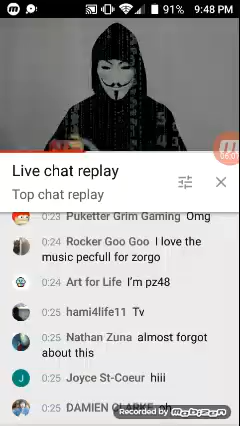 91% 9:48 PM
Live chat replay
Top chat replay
0:23 Puketter Grim Gaming Omg
0:24 Rocker Goo Goo I love the
music pecfull for zorgo
0:24 Art for Life I'm pz48
0:25 hami4life11 Tv
0:25 Nathan Zuna almost forgot
about this
0:25 Joyce St-Coeur hiii
0:25 DAMIEN CLARKE
Recorded by mobizen